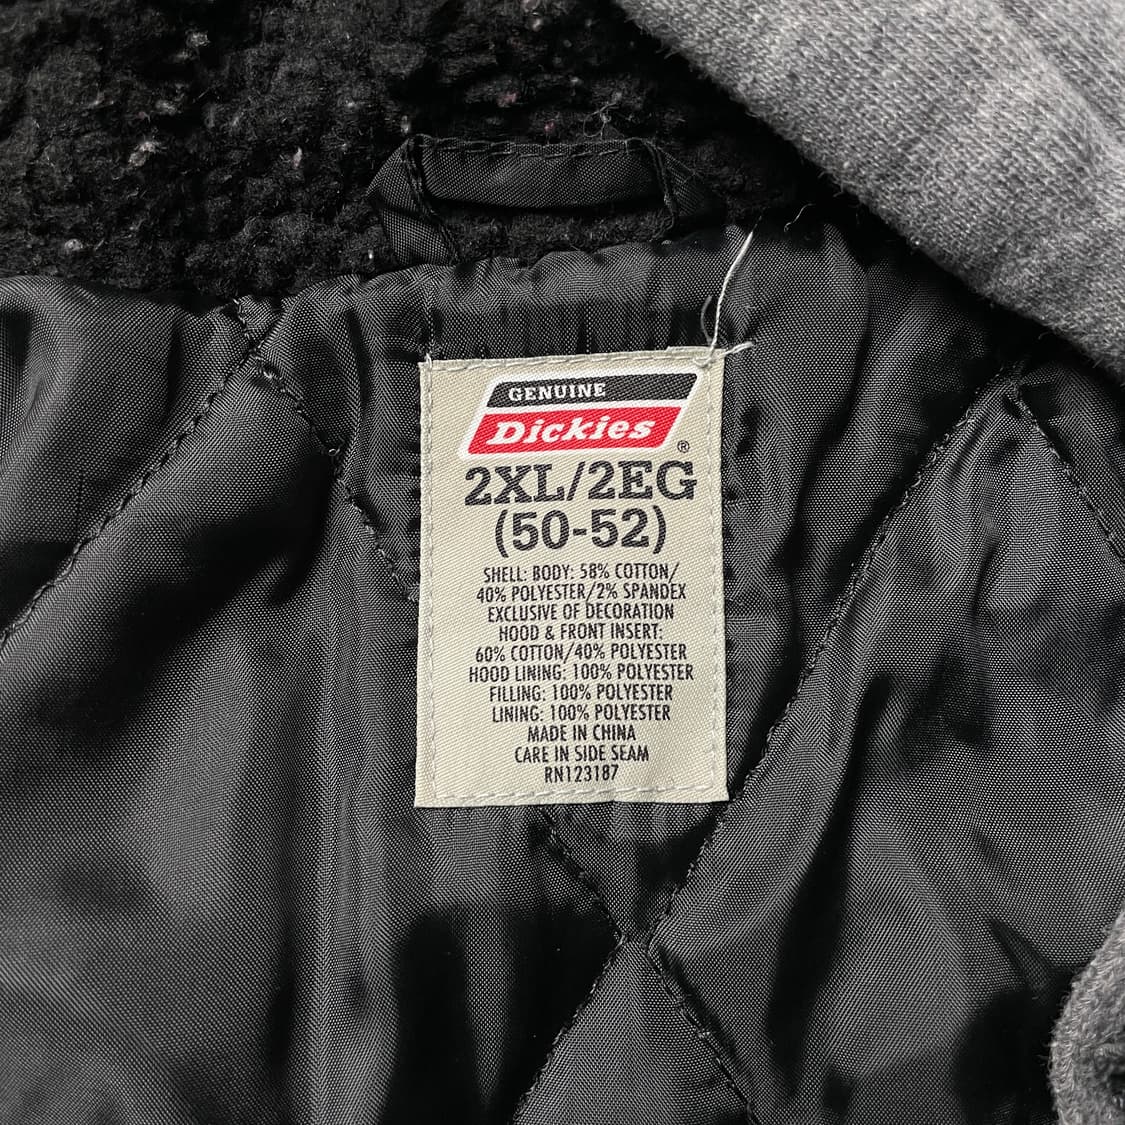 GENUINE
Dickies
®
2XL/2EG
(50-52)
SHELL: BODY: 58% COTTON/
40% POLYESTER/2% SPANDEX
EXCLUSIVE OF DECORATION
HOOD & FRONT INSERT:
60% COTTON/40% POLYESTER
HOOD LINING: 100% POLYESTER
FILLING: 100% POLYESTER
LINING: 100% POLYESTER
MADE IN CHINA
CARE IN SIDE SEAM
RN123187